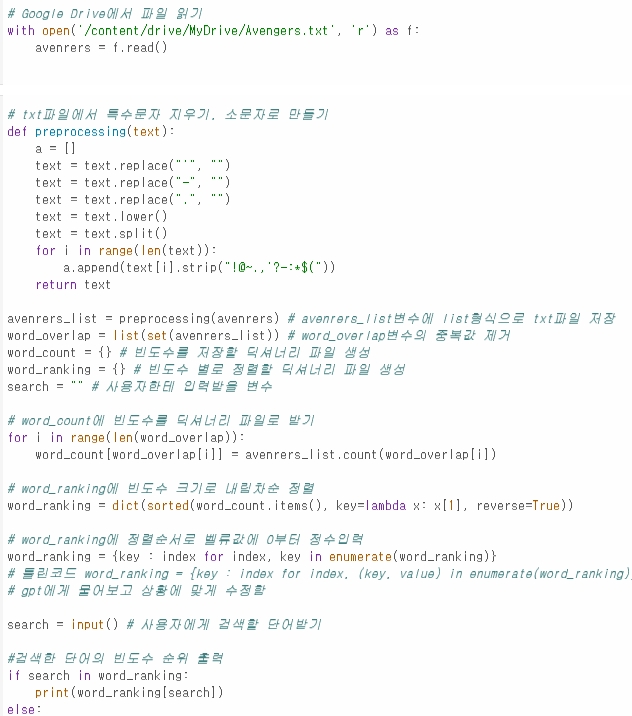 # Google Drive에서 파일 읽기
with open('/content/drive/MyDrive/Avengers.txt', 'r') as f:
    avenrers = f.read()
# txt파일에서 특수문자 지우기, 소문자로 만들기
def preprocessing(text):
    a = []
    text = text.replace("'", "")
    text = text.replace("-", "")
    text = text.replace(".", "")
    text = text.lower()
    text = text.split()
    for i in range(len(text)):
        a.append(text[i].strip("!@~.,'?-:*$("))
    return text
avenrers_list = preprocessing(avenrers) # avenrers_list변수에 list형식으로 txt파일 저장
word_overlap = list(set(avenrers_list)) # word_overlap변수의 중복값 제거
word_count = {} # 빈도수를 저장할 딕셔너리 파일 생성
word_ranking = {} # 빈도수 별로 정렬할 딕셔너리 파일 생성
search = "" # 사용자한테 입력받을 변수
# word_count에 빈도수를 딕셔너리 파일로 받기
for i in range(len(word_overlap)):
    word_count[word_overlap[i]] = avenrers_list.count(word_overlap[i])
# word_ranking에 빈도수 크기로 내림차순 정렬
word_ranking = dict(sorted(word_count.items(), key=lambda x: x[1], reverse=True))
# word_ranking에 정렬순서로 벨류값에 0부터 정수입력
word_ranking = {key : index for index, key in enumerate(word_ranking)}
# 틀린코드 word_ranking = {key : index for index, (key, value) in enumerate(word_ranking)
# gpt에게 물어보고 상황에 맞게 수정함
search = input() # 사용자에게 검색할 단어받기
#검색한 단어의 빈도수 순위 출력
if search in word_ranking:
    print(word_ranking[search])
else: